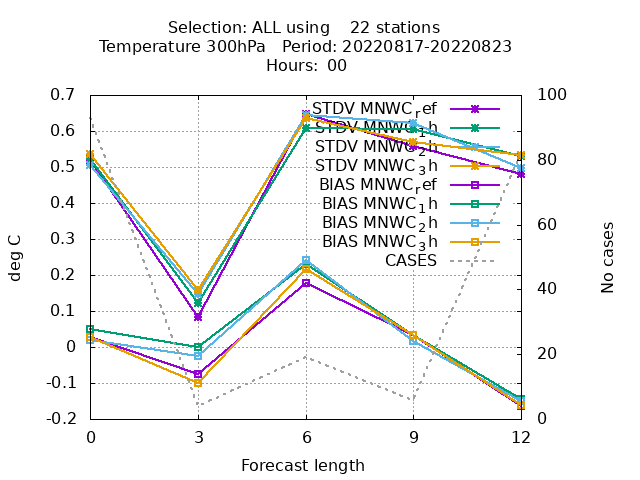 Selection: ALL using 22 stations
Temperature 300hPa Period: 20220817-20220823
Hours: 00
0.7
0.6
0.5
0.4
0.3
0.2
0.1
0
-0.1
-0.2
100
80
60
40
20
0
0 3 6 9 12
deg C
No cases
Forecast length
STDV MNWC_ref
STDV MNWC_1h
STDV MNWC_2h
STDV MNWC_3h
BIAS MNWC_ref
BIAS MNWC_1h
BIAS MNWC_2h
BIAS MNWC_3h
CASES